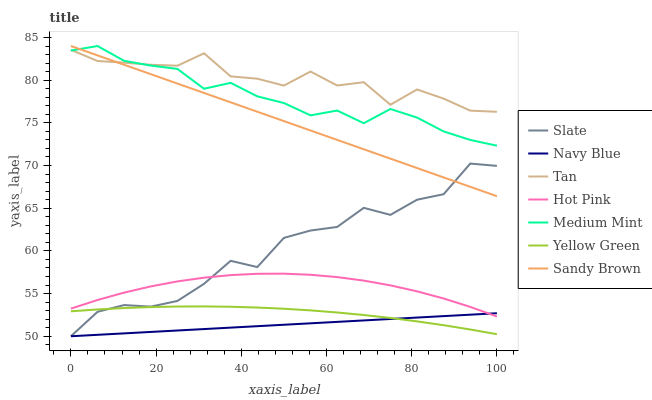 title
85
80
75
70
65
60
55
50
0
20
40
60
80
100
xaxis_label
yaxis_label
Slate
Navy Blue
Tan
Hot Pink
Medium Mint
Yellow Green
Sandy Brown